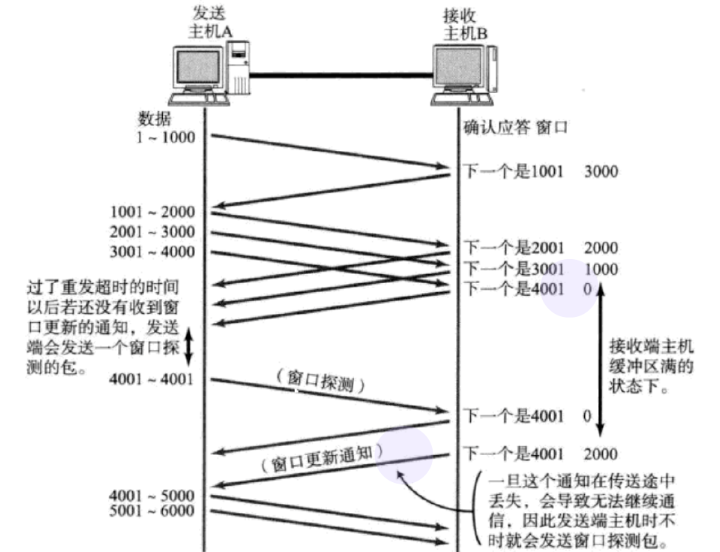 发送
主机A
接收
主机B
数据
确认应答 窗口
1 ~ 1000
下一个是1001 3000
1001 ~ 2000
2001 ~ 3000
3001 ~ 4000
下一个是2001 2000
下一个是3001 1000
下一个是4001 0
过了重发超时的时间
以后若还没有收到窗
口更新的通知，发送
端会发送一个窗口探
测的包。
接收端主机
缓冲区满的
状态下。
4001 ~ 4001
（窗口探测）
下一个是4001 0
下一个是4001 2000
（窗口更新通知）
4001 ~ 5000
5001 ~ 6000
一旦这个通知在传送途中
丢失，会导致无法继续通
信，因此发送端主机时不
时就会发送窗口探测包。